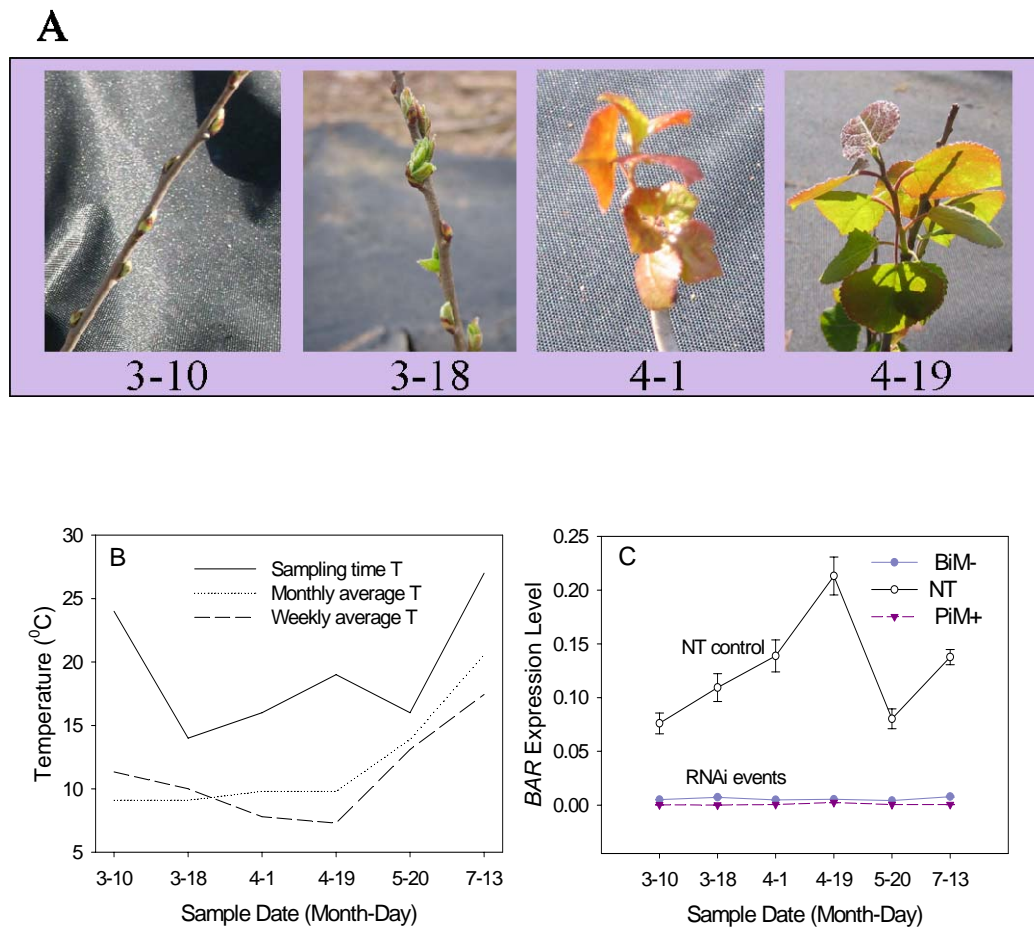 A
3-10 3-18 4-1 4-19
B
Sampling time T
Monthly average T
Weekly average T
Temperature (⁰C)
30
25
20
15
10
5
3-10 3-18 4-1 4-19 5-20 7-13
Sample Date (Month-Day)
C
BiM-
NT
PiM+
NT control
RNAi events
BAR Expression Level
0.25
0.20
0.15
0.10
0.05
0.00
3-10 3-18 4-1 4-19 5-20 7-13
Sample Date (Month-Day)